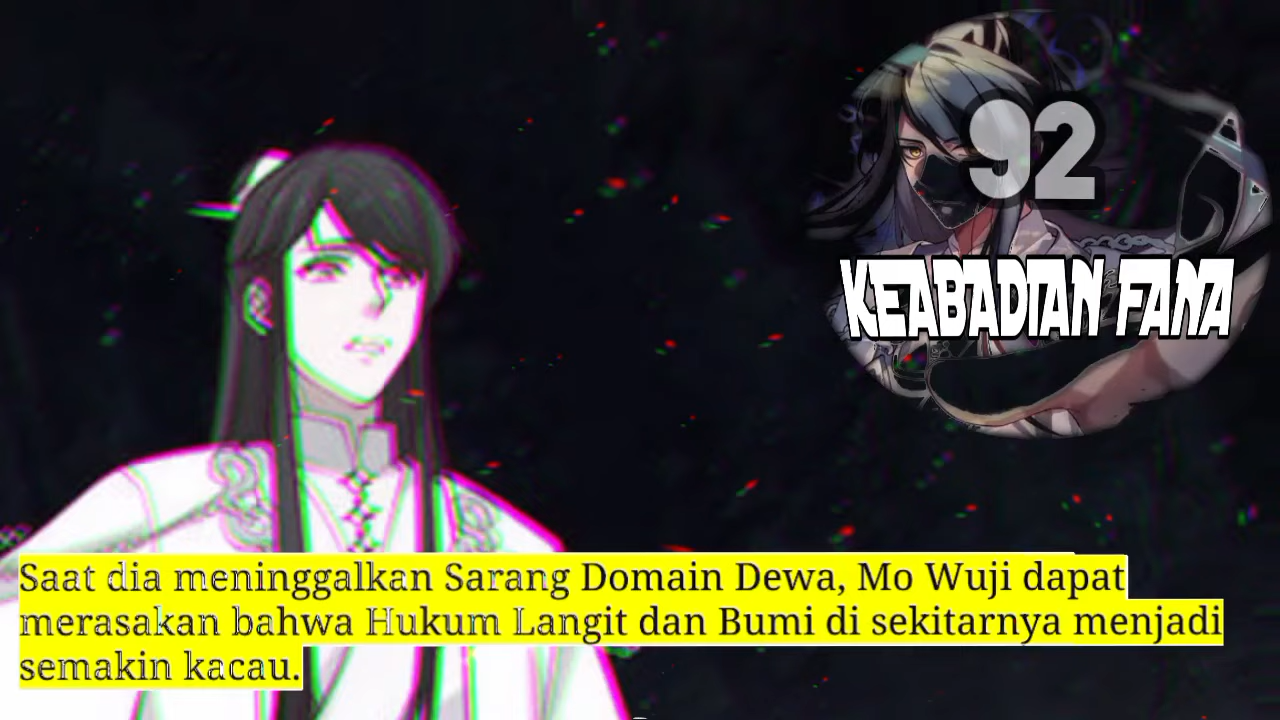 92
KEABADIAN FANA
Saat dia meninggalkan Sarang Domain Dewa, Mo Wuji dapat
merasakan bahwa Hukum Langit dan Bumi di sekitarnya menjadi
semakin kacau.